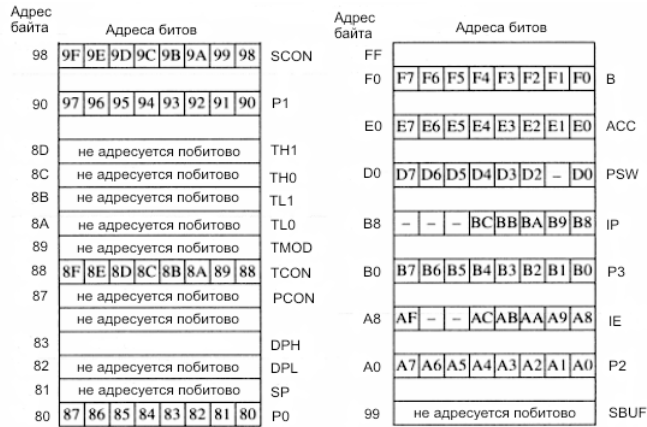 Адрес
байта
Адреса битов
98 9F 9E 9D 9C 9B 9A 99 98 SCON
90 97 96 95 94 93 92 91 90 P1
8D не адресуется побитово TH1
8C не адресуется побитово TH0
8B не адресуется побитово TL1
8A не адресуется побитово TL0
89 не адресуется побитово TMOD
88 8F 8E 8D 8C 8B 8A 89 88 TCON
87 не адресуется побитово PCON
не адресуется побитово
83 DPH
82 не адресуется побитово DPL
81 не адресуется побитово SP
80 87 86 85 84 83 82 81 80 P0
Адрес
байта
Адреса битов
FF
F0 F7 F6 F5 F4 F3 F2 F1 F0 B
E0 E7 E6 E5 E4 E3 E2 E1 E0 ACC
D0 D7 D6 D5 D4 D3 D2 – D0 PSW
B8 – – – BC BB BA B9 B8 IP
B0 B7 B6 B5 B4 B3 B2 B1 B0 P3
A8 AF – – AC AB AA A9 A8 IE
A0 A7 A6 A5 A4 A3 A2 A1 A0 P2
99 не адресуется побитово SBUF